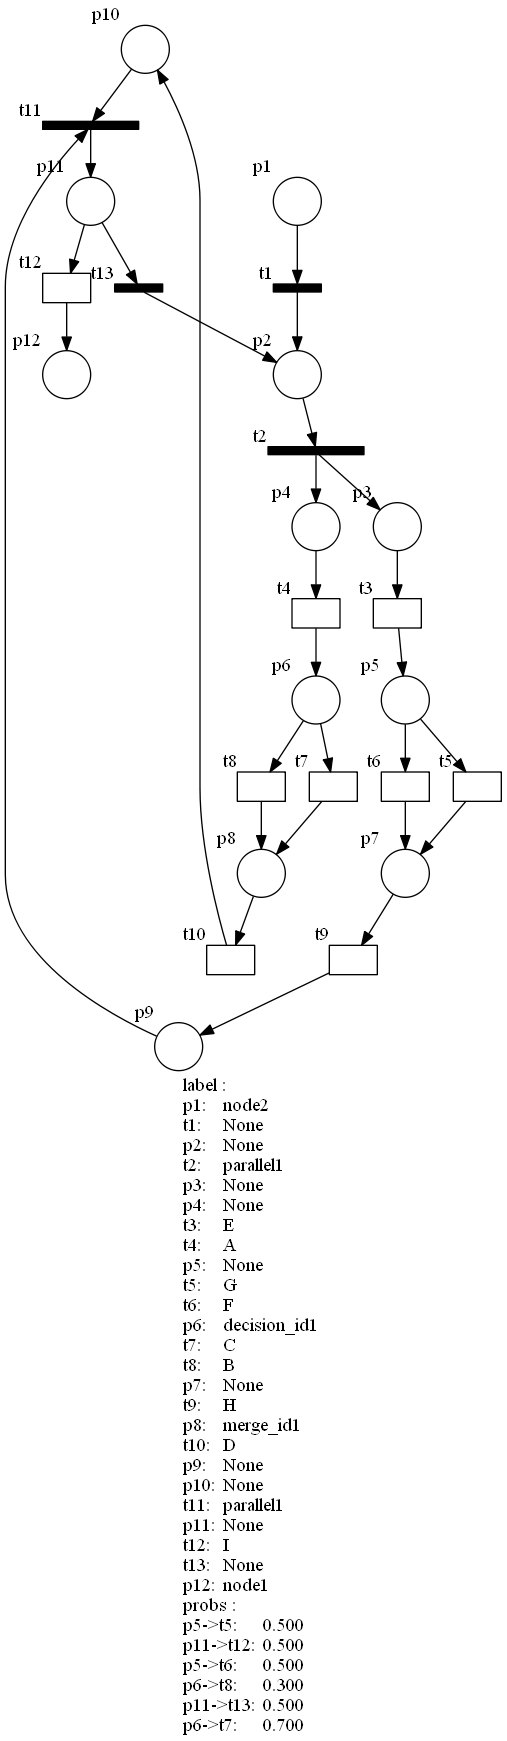 p10
t11
p11
p1
t12
t13
t1
p12
p2
t2
p4
p3
t4
t3
p6
p5
t8
t7
t6
t5
p8
p7
t10
t9
p9
label :
p1: node2
t1: None
p2: None
t2: parallel1
p3: None
p4: None
t3: E
t4: A
p5: None
t5: G
t6: F
p6: decision_id1
t7: C
t8: B
p7: None
t9: H
p8: merge_id1
t10: D
p9: None
p10: None
t11: parallel1
p11: None
t12: I
t13: None
p12: node1
probs :
p5->t5: 0.500
p11->t12: 0.500
p5->t6: 0.500
p6->t8: 0.300
p11->t13: 0.500
p6->t7: 0.700